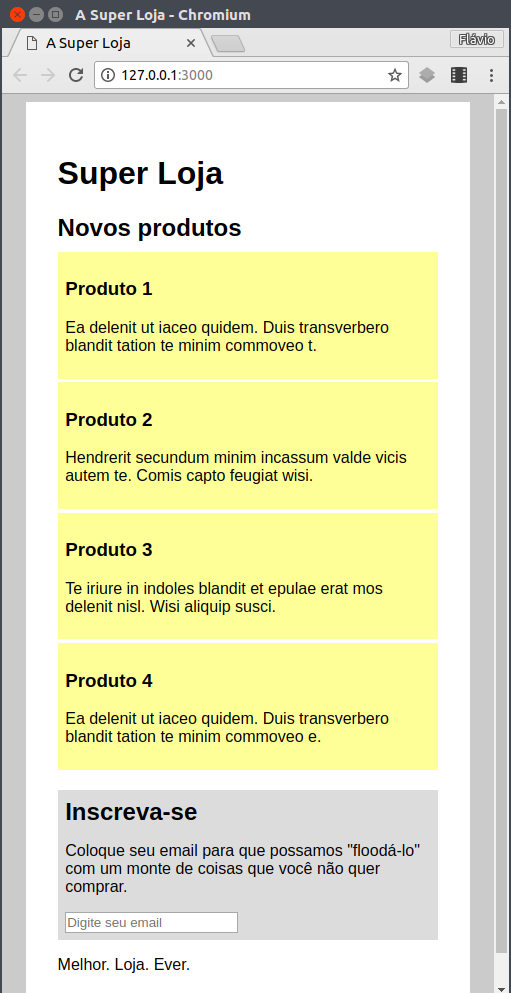 A Super Loja - Chromium
A Super Loja
Flávio
127.0.0.1:3000
Super Loja
Novos produtos
Produto 1
Ea delenit ut iaceo quidem. Duis transverbero
blandit tation te minim commoveo t.
Produto 2
Hendrerit secundum minim incassum valde vicis
autem te. Comis capto feugiat wisi.
Produto 3
Te iriure in indoles blandit et epulae erat mos
delenit nisl. Wisi aliquip susci.
Produto 4
Ea delenit ut iaceo quidem. Duis transverbero
blandit tation te minim commoveo e.
Inscreva-se
Coloque seu email para que possamos "floodá-lo"
com um monte de coisas que você não quer
comprar.
Digite seu email
Melhor. Loja. Ever.